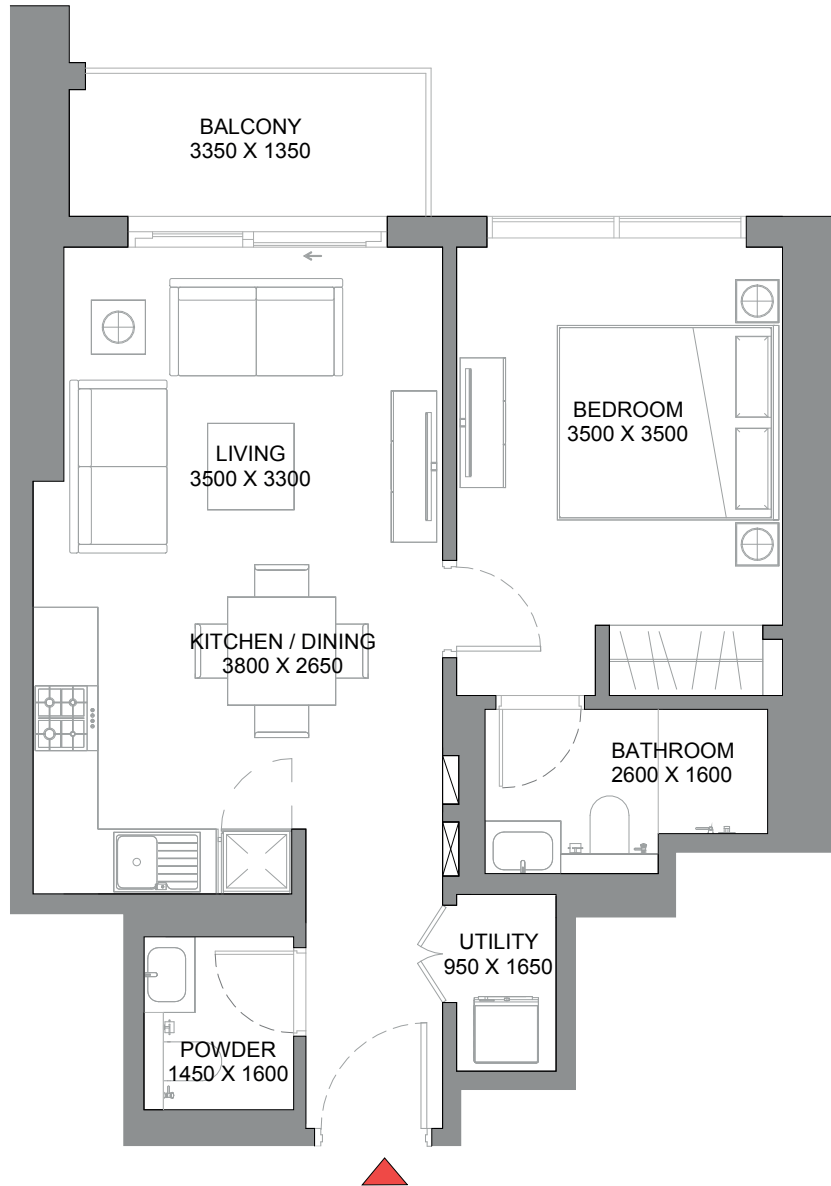 BALCONY
3350 X 1350
BEDROOM
3500 X 3500
LIVING
3500 X 3300
KITCHEN / DINING
3800 X 2650
BATHROOM
2600 X 1600
UTILITY
950 X 1650
POWDER
1450 X 1600